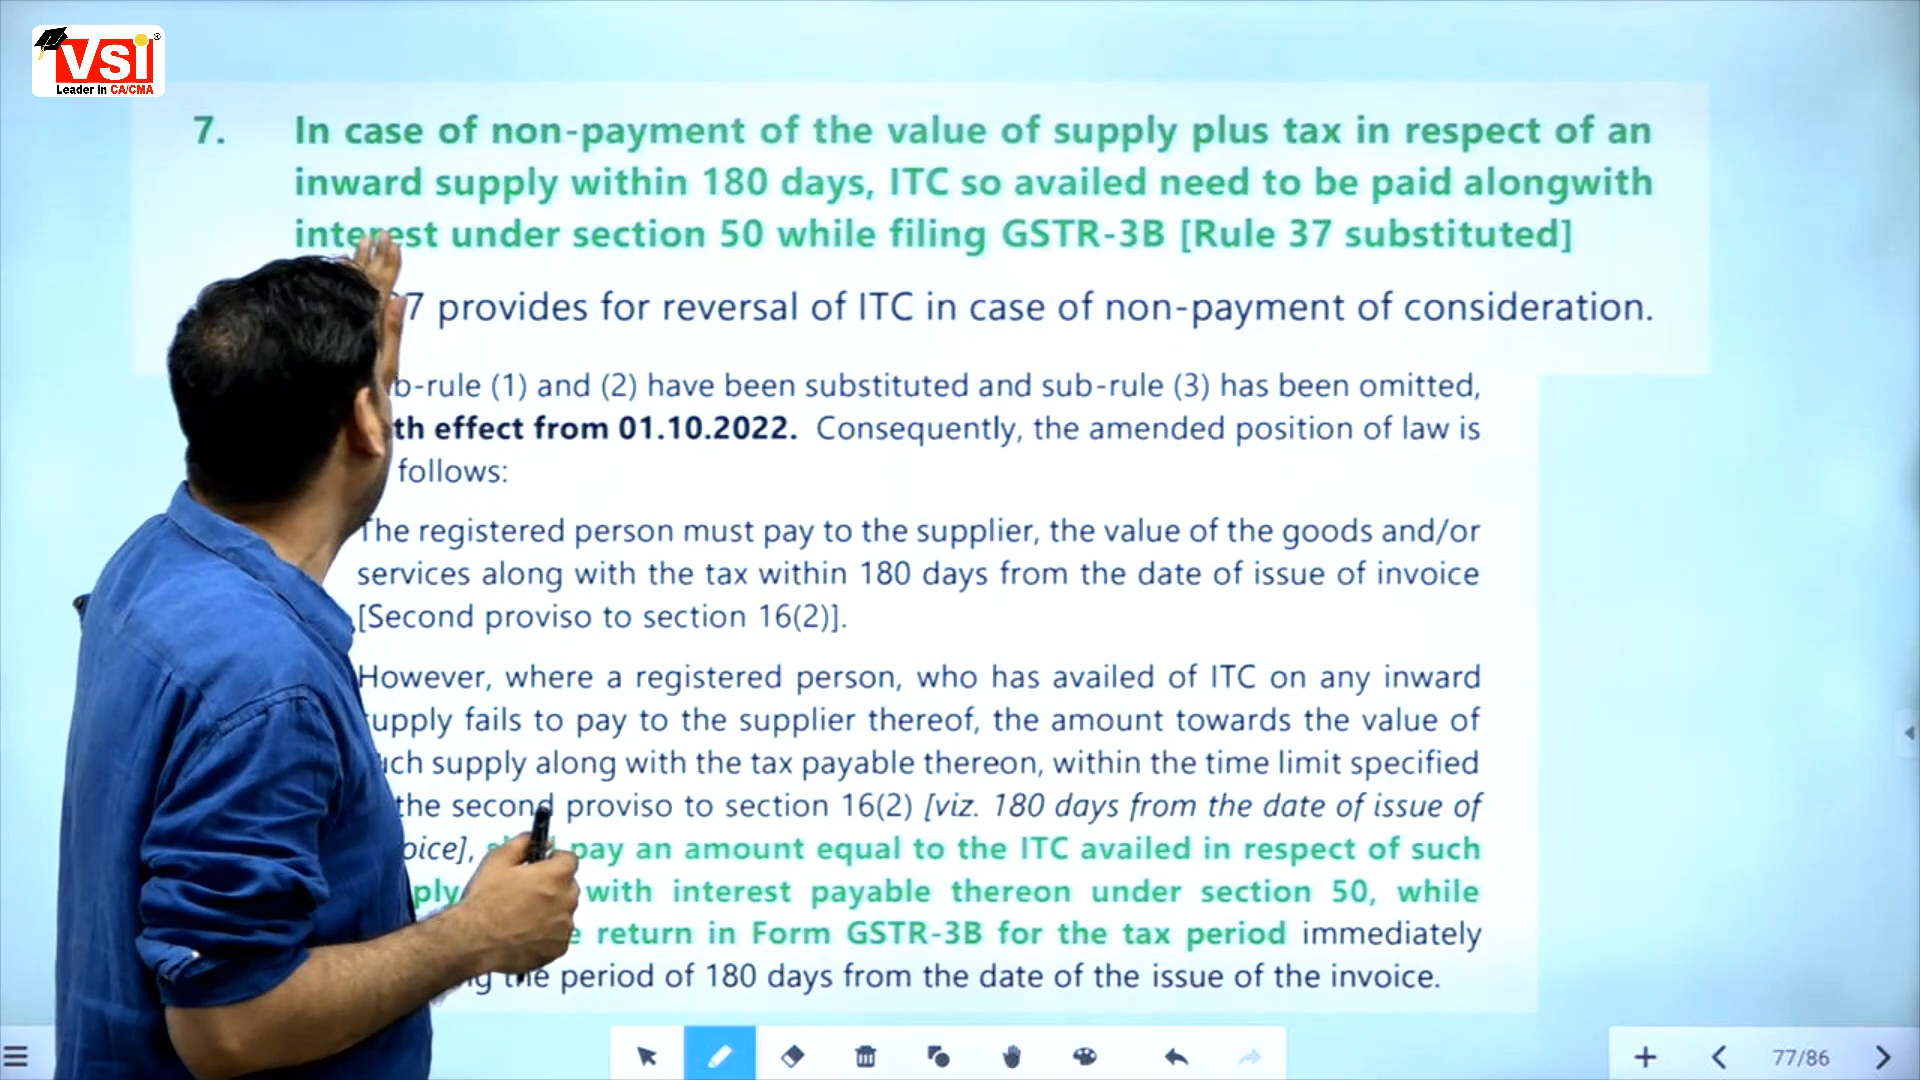 VSI
Leader in CA/CMA
7. In case of non-payment of the value of supply plus tax in respect of an
inward supply within 180 days, ITC so availed need to be paid alongwith
interest under section 50 while filing GSTR-3B [Rule 37 substituted]
7 provides for reversal of ITC in case of non-payment of consideration.
b-rule (1) and (2) have been substituted and sub-rule (3) has been omitted,
th effect from 01.10.2022. Consequently, the amended position of law is
follows:
The registered person must pay to the supplier, the value of the goods and/or
services along with the tax within 180 days from the date of issue of invoice
[Second proviso to section 16(2)].
However, where a registered person, who has availed of ITC on any inward
upply fails to pay to the supplier thereof, the amount towards the value of
uch supply along with the tax payable thereon, within the time limit specified
the second proviso to section 16(2) [viz. 180 days from the date of issue of
oice], pay an amount equal to the ITC availed in respect of such
ply with interest payable thereon under section 50, while
e return in Form GSTR-3B for the tax period immediately
g the period of 180 days from the date of the issue of the invoice.
77/86